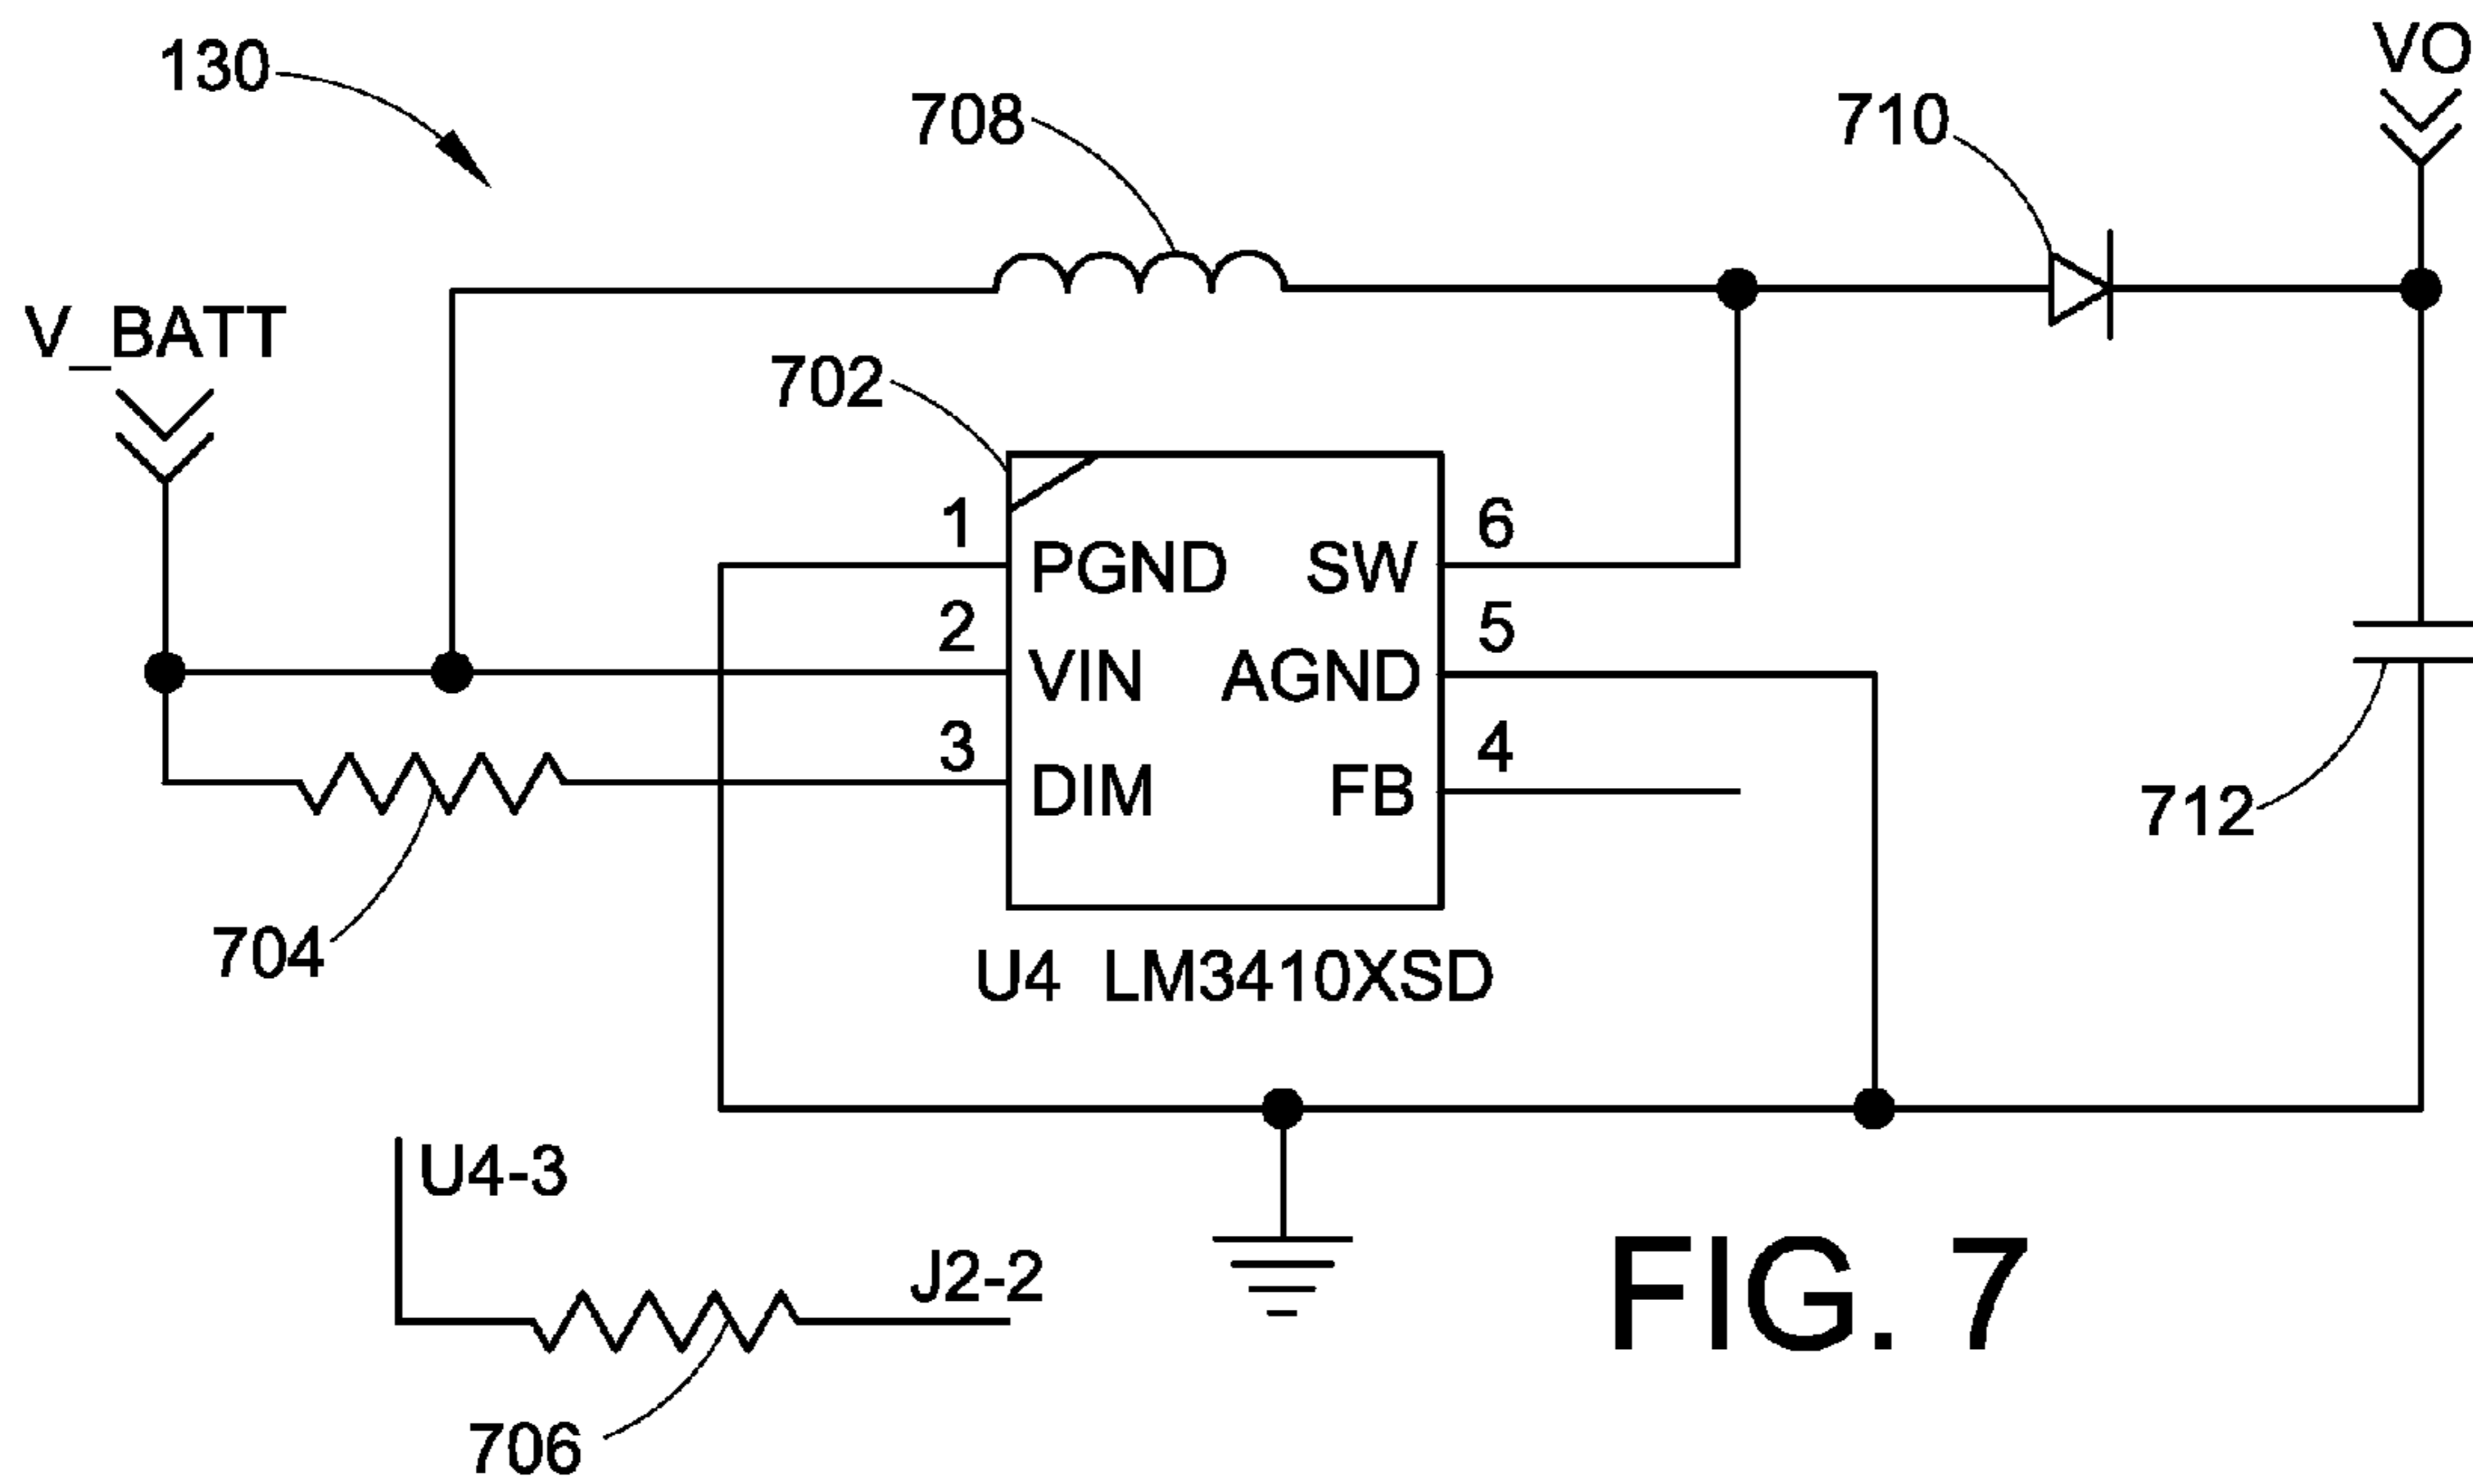 130
708
710
VO
V_BATT
702
1
PGND
SW
6
2
VIN
AGND
5
3
DIM
FB
4
704
712
U4 LM3410XSD
U4-3
J2-2
706
FIG. 7